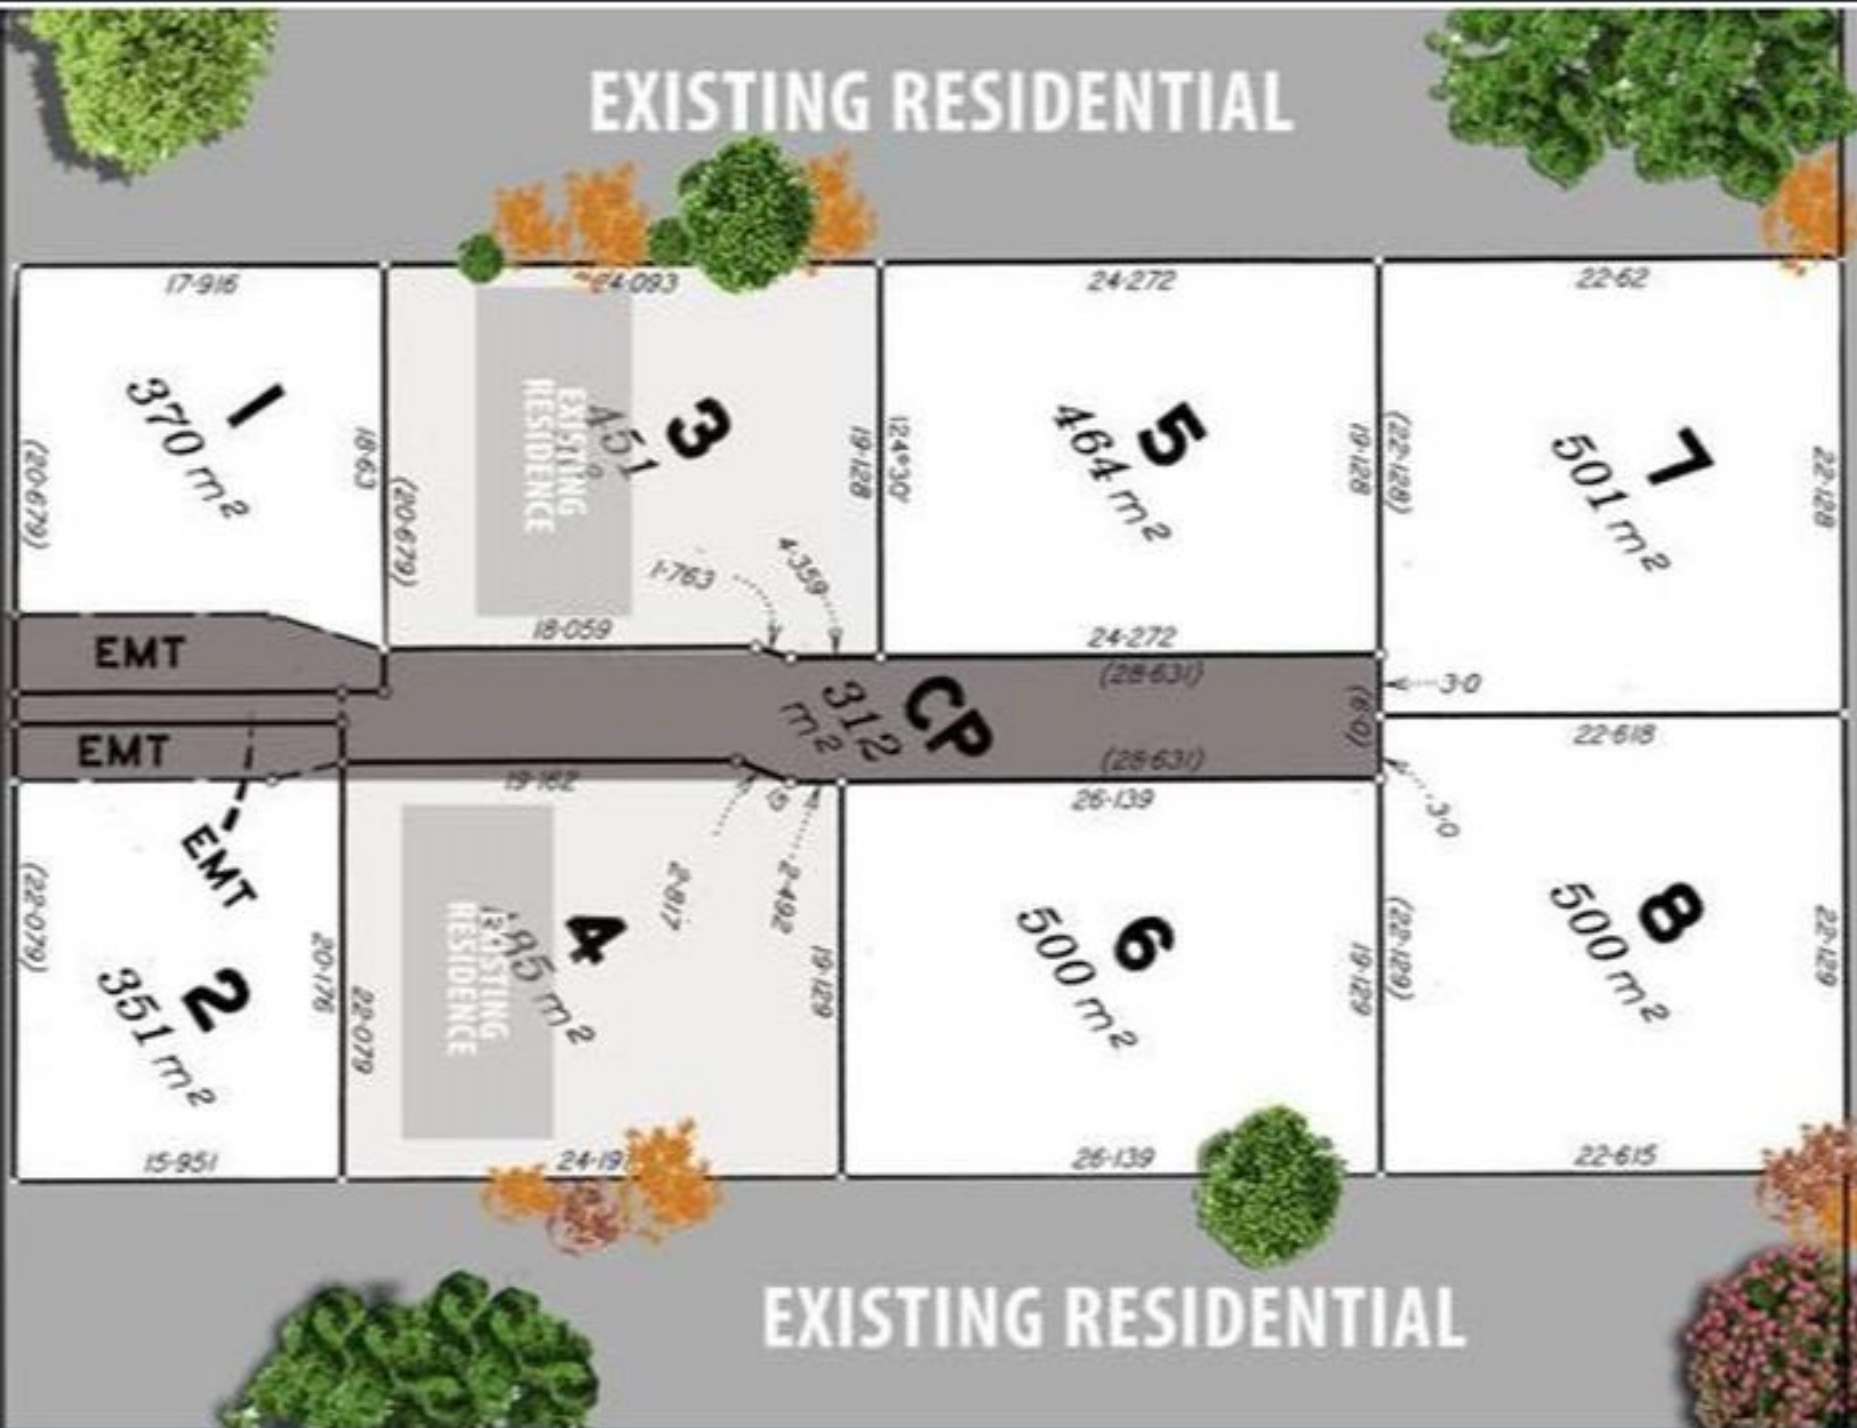 EXISTING RESIDENTIAL
17·916
24·093
24·272
22·62
1
370 m²
(20·679)
18·63
3
451
EXISTING
RESIDENCE
(20·679)
19·128
1·763
4·359
18·059
5
464 m²
124°30'
19·128
24·272
7
501 m²
(22·128)
22·128
EMT
EMT
EMT
CP
312
m²
(28·631)
(28·631)
(6·0)
3·0
3·0
2
351 m²
(22·079)
20·176
15·951
19·162
4
EXISTING
RESIDENCE
22·079
2·817
2·492
19·129
26·139
6
500 m²
19·129
26·139
22·618
8
500 m²
(22·129)
22·129
22·615
EXISTING RESIDENTIAL